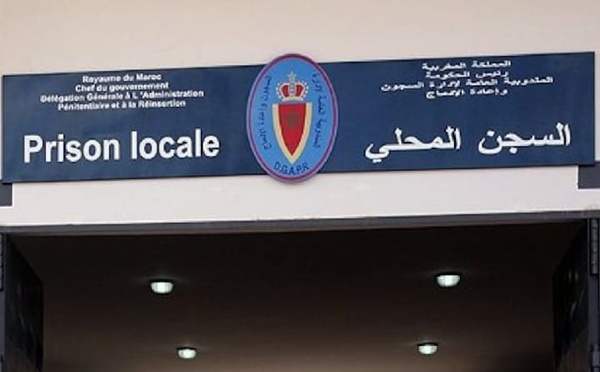 Royaume du Maroc
Chef du gouvernement
Délégation Générale à L 'Administration
Pénitentiaire et à la Réinsertion
Prison locale
D.G.A.P.R
المملكة المغربية
رئيس الحكومة
المندوبية العامة لإدارة السجون
وإعادة الإدماج
السجن المحلي